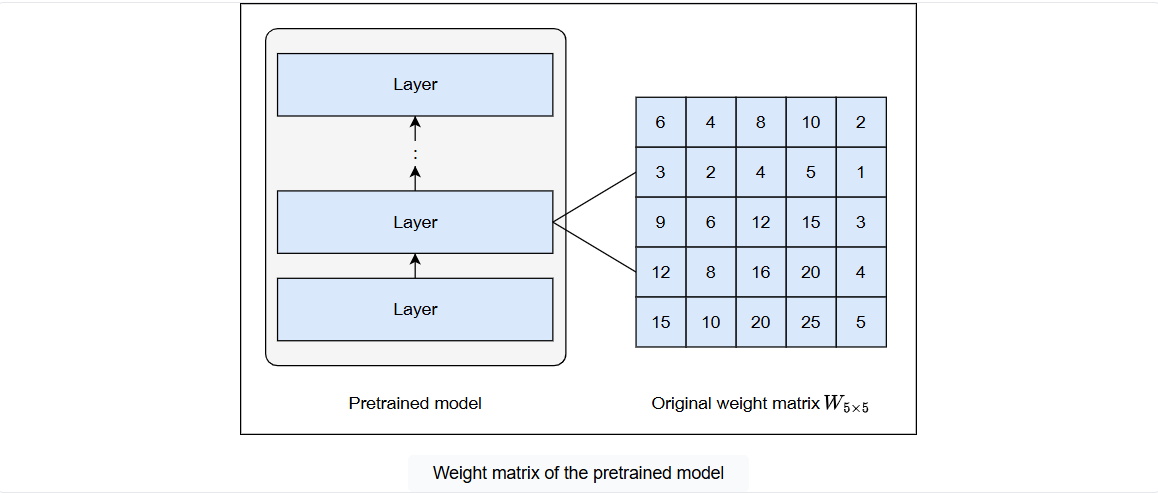 Layer
:
Layer
Layer
6 4 8 10 2
3 2 4 5 1
9 6 12 15 3
12 8 16 20 4
15 10 20 25 5
Pretrained model
Original weight matrix W5×5
Weight matrix of the pretrained model